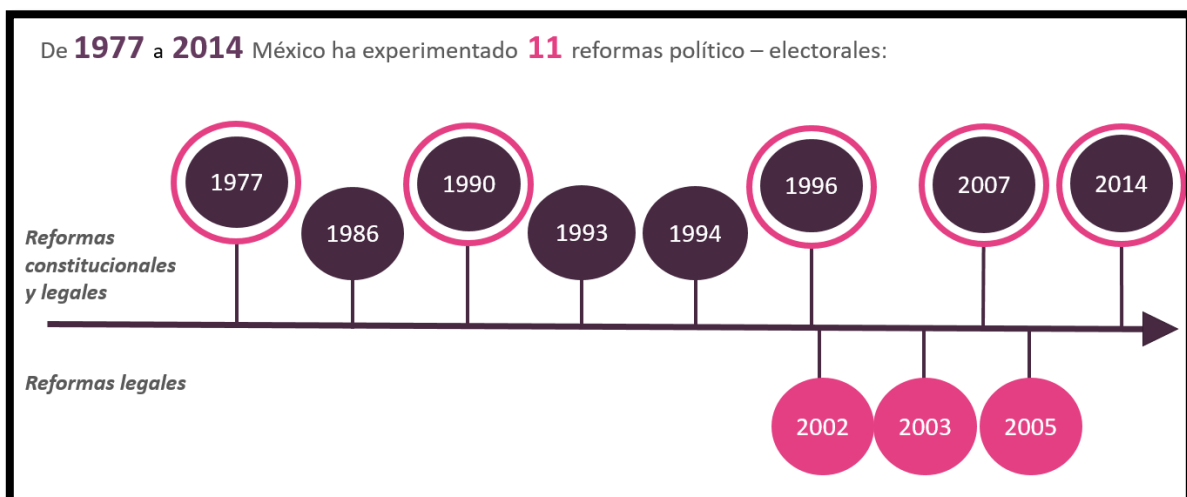 De 1977 a 2014 México ha experimentado 11 reformas político – electorales:
1977
1990
1996
2007
2014
1986
1993
1994
Reformas
constitucionales
y legales
Reformas legales
2002
2003
2005